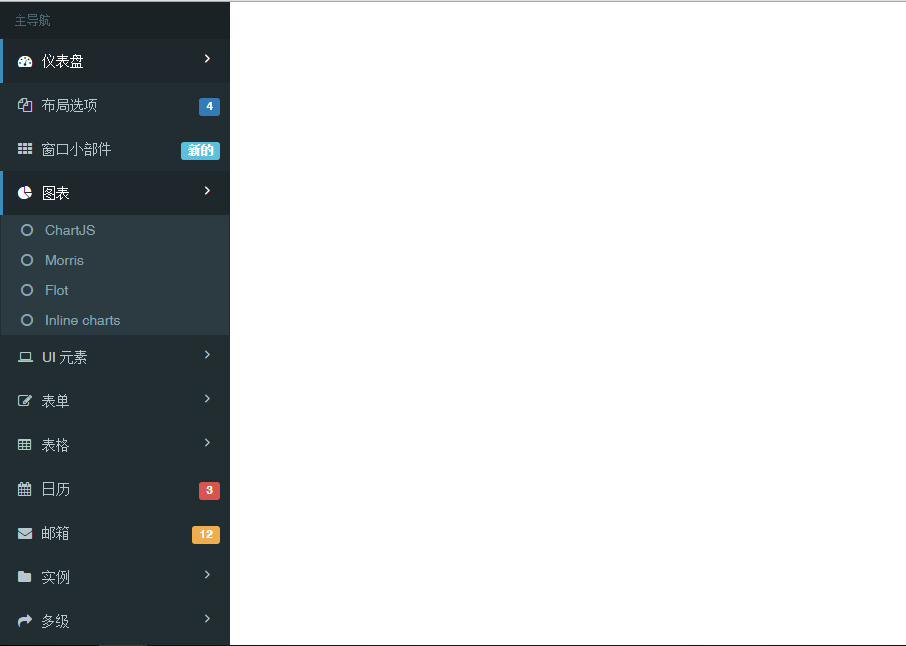 主导航
仪表盘
布局选项 4
窗口小部件 新的
图表
ChartJS
Morris
Flot
Inline charts
UI 元素
表单
表格
日历 3
邮箱 12
实例
多级